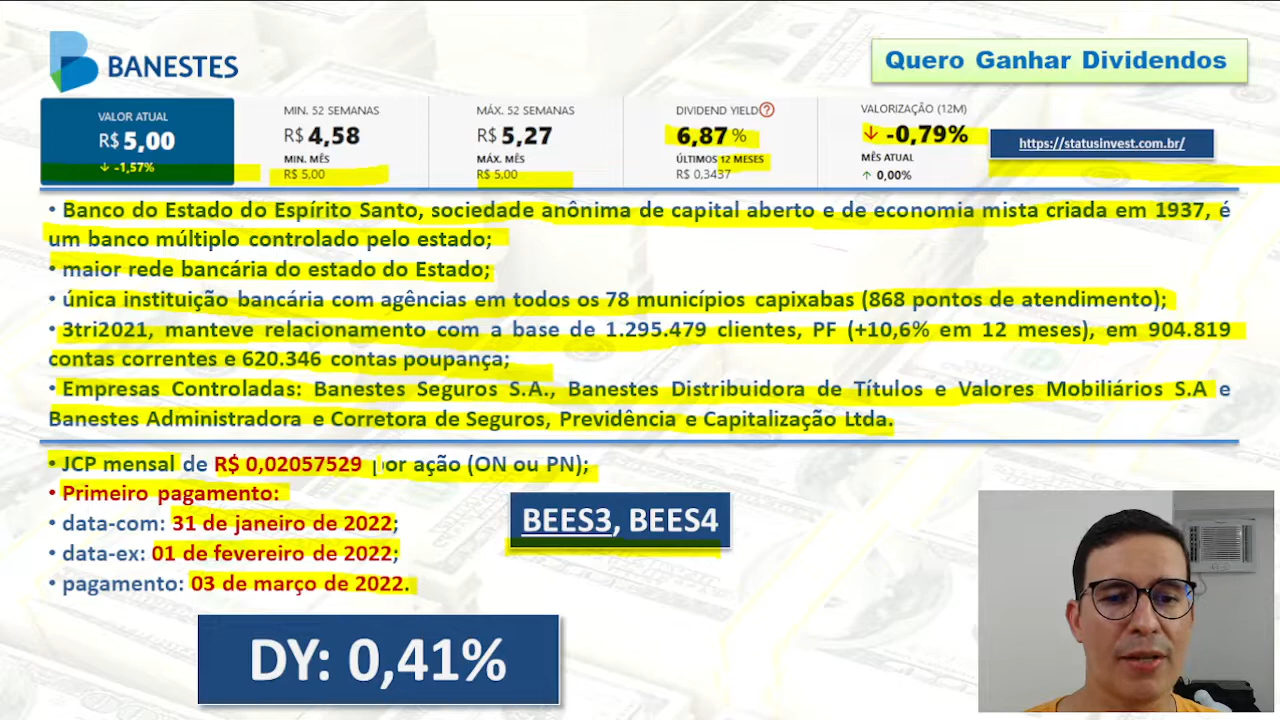 BANESTES
Quero Ganhar Dividendos
VALOR ATUAL
R$ 5,00
-1,57%
MIN. 52 SEMANAS
R$ 4,58
MIN. MÊS
R$ 5,00
MÁX. 52 SEMANAS
R$ 5,27
MÁX. MÊS
R$ 5,00
DIVIDEND YIELD ?
6,87 %
ÚLTIMOS 12 MESES
R$ 0,3437
VALORIZAÇÃO (12M)
-0,79%
MÊS ATUAL
0,00%
https://statusinvest.com.br/
• Banco do Estado do Espírito Santo, sociedade anônima de capital aberto e de economia mista criada em 1937, é
um banco múltiplo controlado pelo estado;
• maior rede bancária do estado do Estado;
• única instituição bancária com agências em todos os 78 municípios capixabas (868 pontos de atendimento);
• 3tri2021, manteve relacionamento com a base de 1.295.479 clientes, PF (+10,6% em 12 meses), em 904.819
contas correntes e 620.346 contas poupança;
• Empresas Controladas: Banestes Seguros S.A., Banestes Distribuidora de Títulos e Valores Mobiliários S.A e
Banestes Administradora e Corretora de Seguros, Previdência e Capitalização Ltda.
• JCP mensal de R$ 0,02057529 por ação (ON ou PN);
• Primeiro pagamento:
• data-com: 31 de janeiro de 2022;
• data-ex: 01 de fevereiro de 2022;
• pagamento: 03 de março de 2022.
BEES3, BEES4
DY: 0,41%